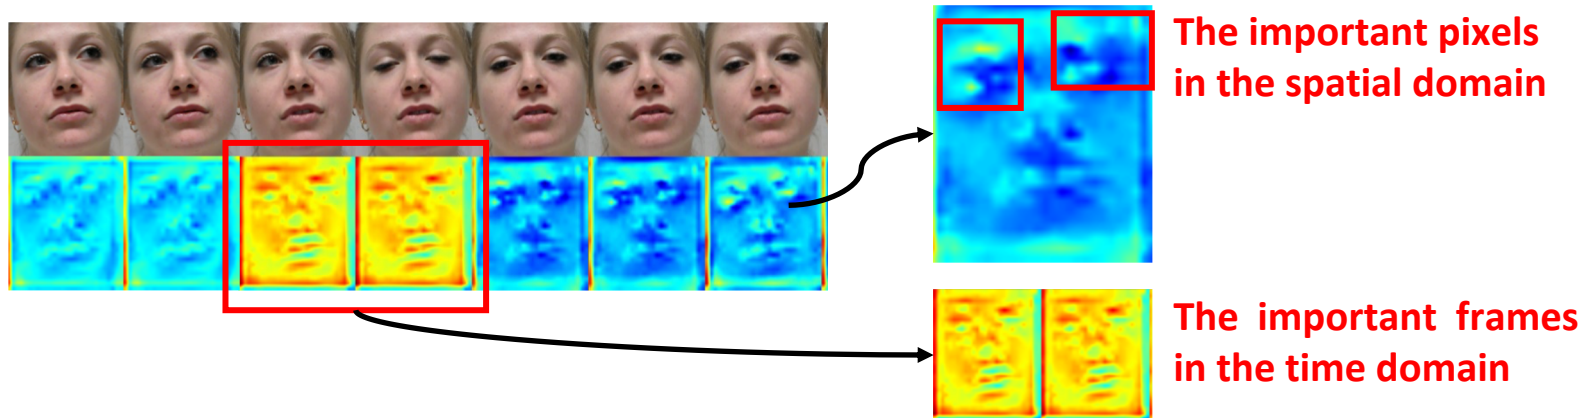 The important pixels
in the spatial domain
The important frames
in the time domain